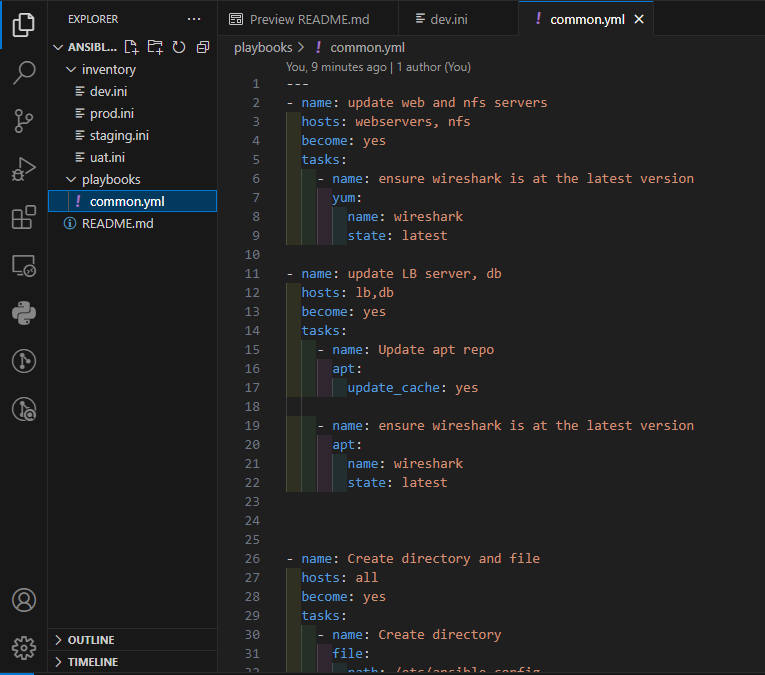 EXPLORER ...
Preview README.md
dev.ini
! common.yml ×
ANSIBL...
inventory
dev.ini
prod.ini
staging.ini
uat.ini
playbooks
! common.yml
README.md
OUTLINE
TIMELINE
playbooks > ! common.yml
You, 9 minutes ago | 1 author (You)
1 ---
2 - name: update web and nfs servers
3 hosts: webservers, nfs
4 become: yes
5 tasks:
6 - name: ensure wireshark is at the latest version
7 yum:
8 name: wireshark
9 state: latest
10
11 - name: update LB server, db
12 hosts: lb,db
13 become: yes
14 tasks:
15 - name: Update apt repo
16 apt:
17 update_cache: yes
18
19 - name: ensure wireshark is at the latest version
20 apt:
21 name: wireshark
22 state: latest
23
24
25
26 - name: Create directory and file
27 hosts: all
28 become: yes
29 tasks:
30 - name: Create directory
31 file:
32 path: /etc/ansible_config